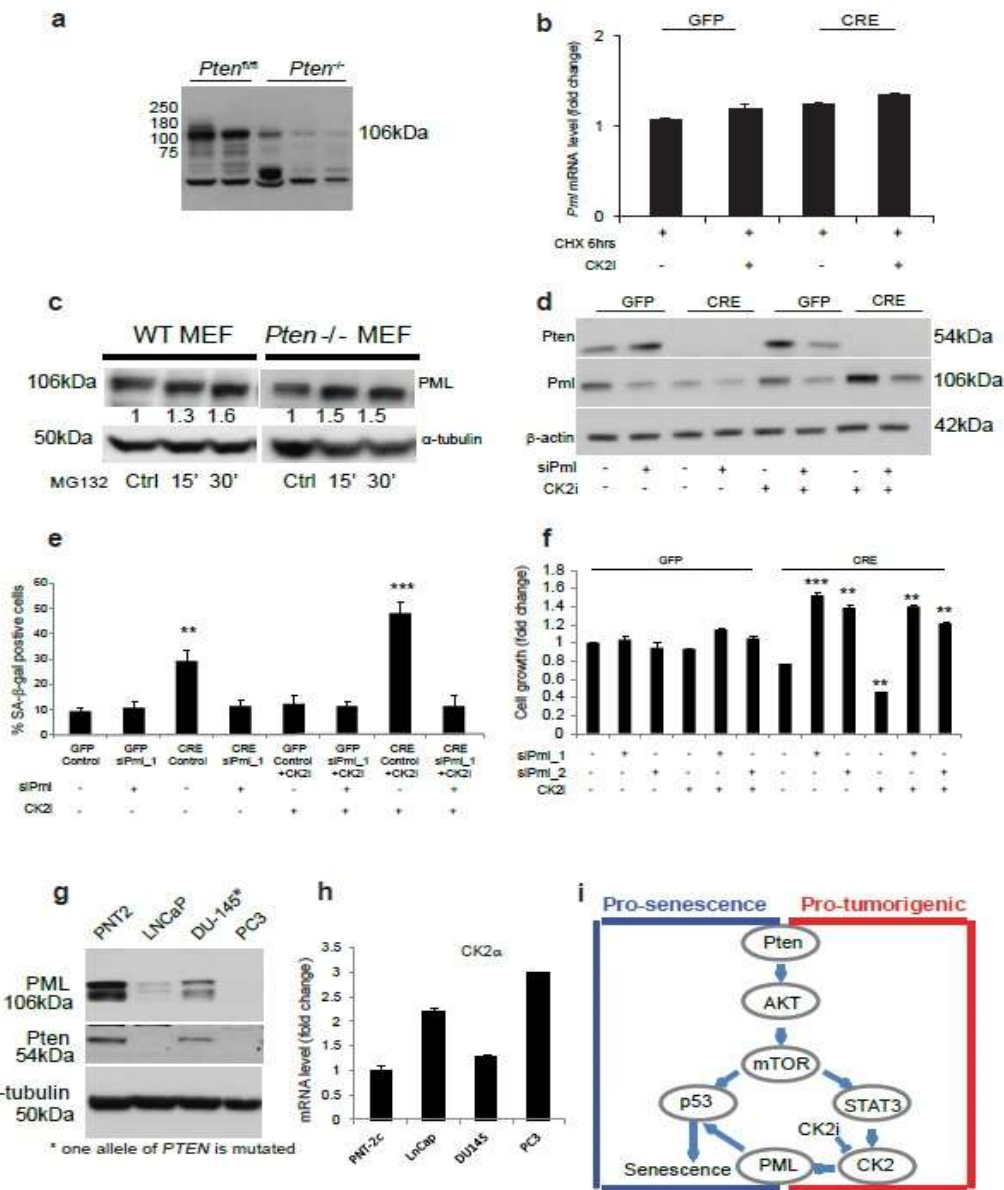 a
Pten^fl/fl Pten^-/-
250
180
100
75
106kDa
b
GFP CRE
Pml mRNA level (fold change)
2
1
0
CHX 6hrs + + + +
CK2I - + - +
c
WT MEF Pten -/- MEF
106kDa PML
1 1.3 1.6 1 1.5 1.5
50kDa α-tubulin
MG132 Ctrl 15' 30' Ctrl 15' 30'
d
GFP CRE GFP CRE
Pten 54kDa
Pml 106kDa
β-actin 42kDa
siPml - + - + - + - +
CK2i - - - - + + + +
e
% SA-β-gal postive cells
60
50
40
30
20
10
0
** ***
GFP Control
GFP siPml_1
CRE Control
CRE siPml_1
GFP Control +CK2I
GFP siPml_1 +CK2I
CRE Control +CK2I
CRE siPml_1 +CK2I
siPml - + - + - + - +
CK2I - - - - + + + +
f
GFP CRE
Cell growth (fold change)
1.8
1.6
1.4
1.2
1
0.8
0.6
0.4
0.2
0
*** ** ** ** **
siPml_1 - + - - + - - + - - + -
siPml_2 - - + - - + - - + - - +
CK2I - - - + + + - - - + + +
g
PNT2 LNCaP DU-145* PC3
PML
106kDa
Pten
54kDa
-tubulin
50kDa
* one allele of PTEN is mutated
h
CK2α
mRNA level (fold change)
3.5
3
2.5
2
1.5
1
0.5
0
PNT-2c LnCap DU145 PC3
i
Pro-senescence Pro-tumorigenic
Pten
AKT
mTOR
p53 STAT3
CK2i
Senescence PML CK2